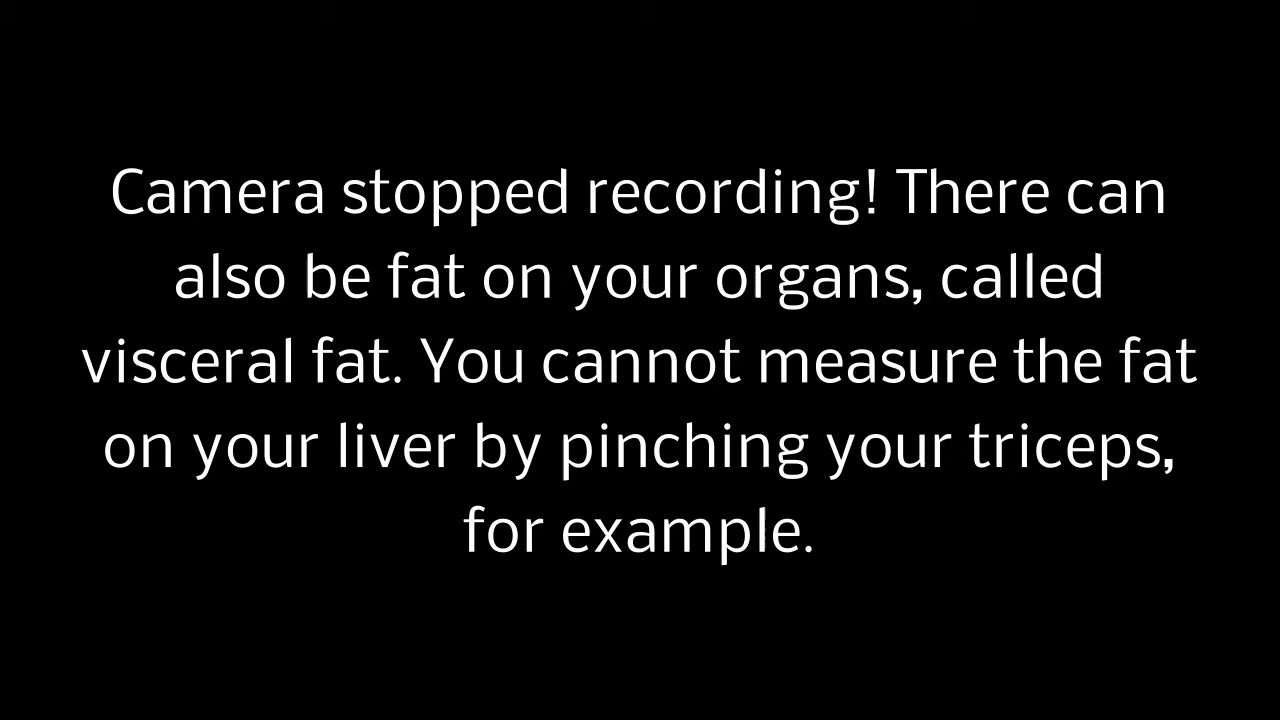 Camera stopped recording! There can
also be fat on your organs, called
visceral fat. You cannot measure the fat
on your liver by pinching your triceps,
for example.